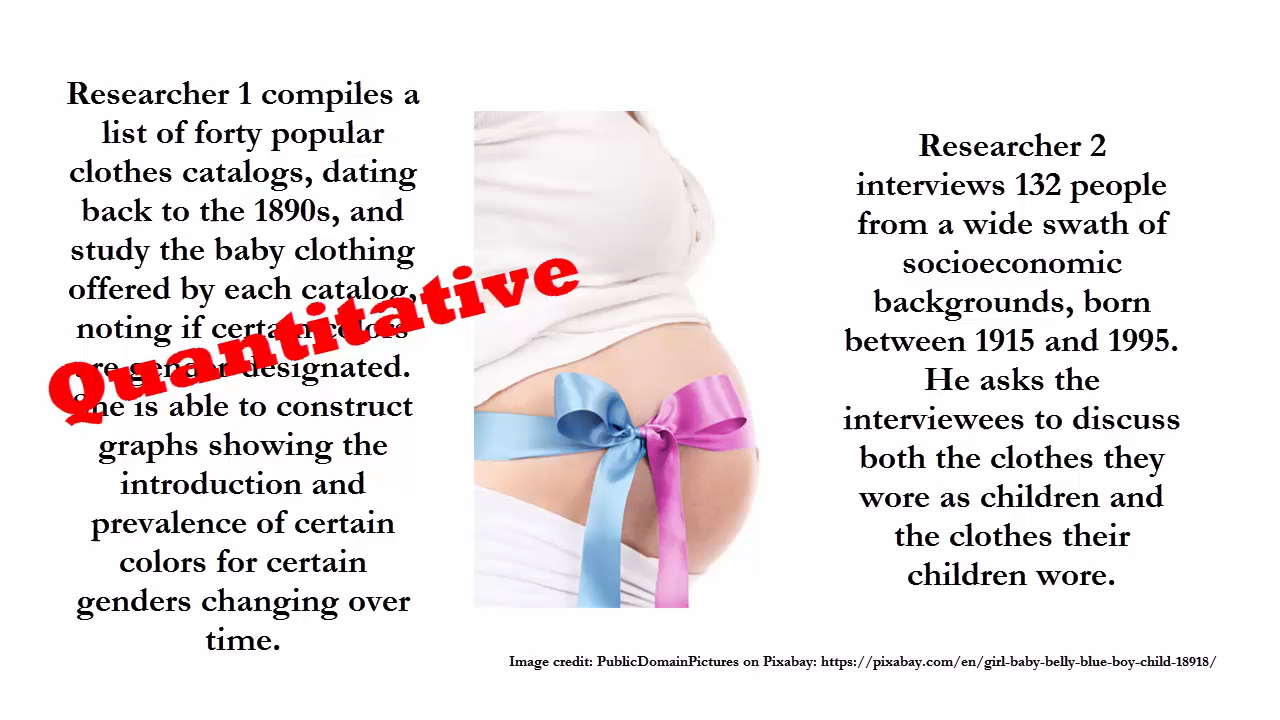 Researcher 1 compiles a
list of forty popular
clothes catalogs, dating
back to the 1890s, and
study the baby clothing
offered by each catalog,
noting if certain colors
are gender designated.
She is able to construct
graphs showing the
introduction and
prevalence of certain
colors for certain
genders changing over
time.
Quantitative
Researcher 2
interviews 132 people
from a wide swath of
socioeconomic
backgrounds, born
between 1915 and 1995.
He asks the
interviewees to discuss
both the clothes they
wore as children and
the clothes their
children wore.
Image credit: PublicDomainPictures on Pixabay: https://pixabay.com/en/girl-baby-belly-blue-boy-child-18918/